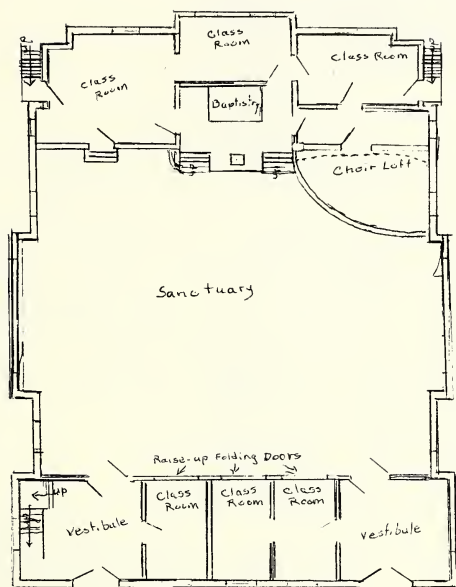 Class
Room
Class
Room
Class Room
Baptistry
Choir Loft
Sanctuary
Raise-up Folding Doors
UP
Class
Room
Class
Room
Class
Room
Vestibule
Vestibule